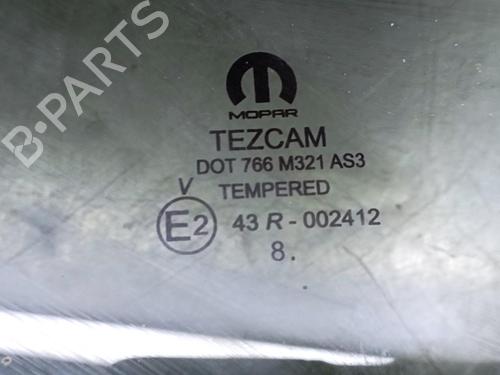 B-PARTS
MOPAR
TEZCAM
DOT 766 M321 AS3
V TEMPERED
E2 43 R - 002412
8.